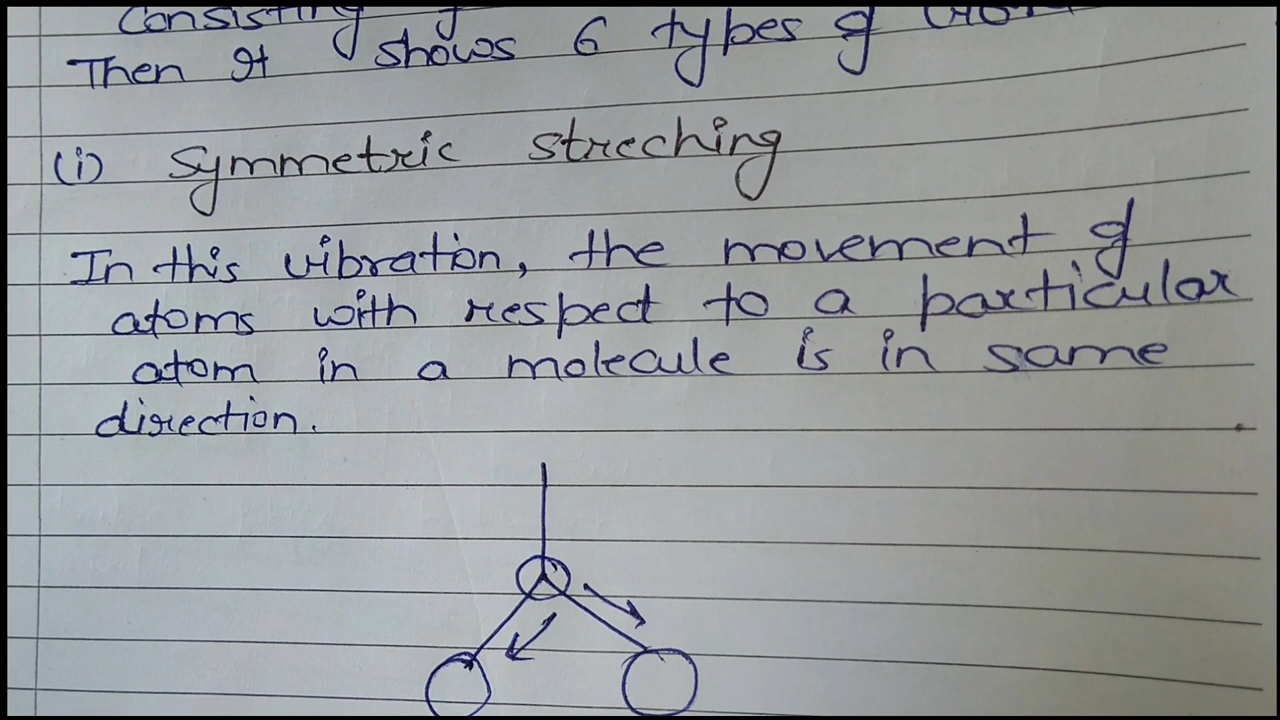 Consisting
Then It shows 6 types of
(i) Symmetric streching
In this vibration, the movement of
atoms with respect to a particular
atom in a molecule is in same
direction.